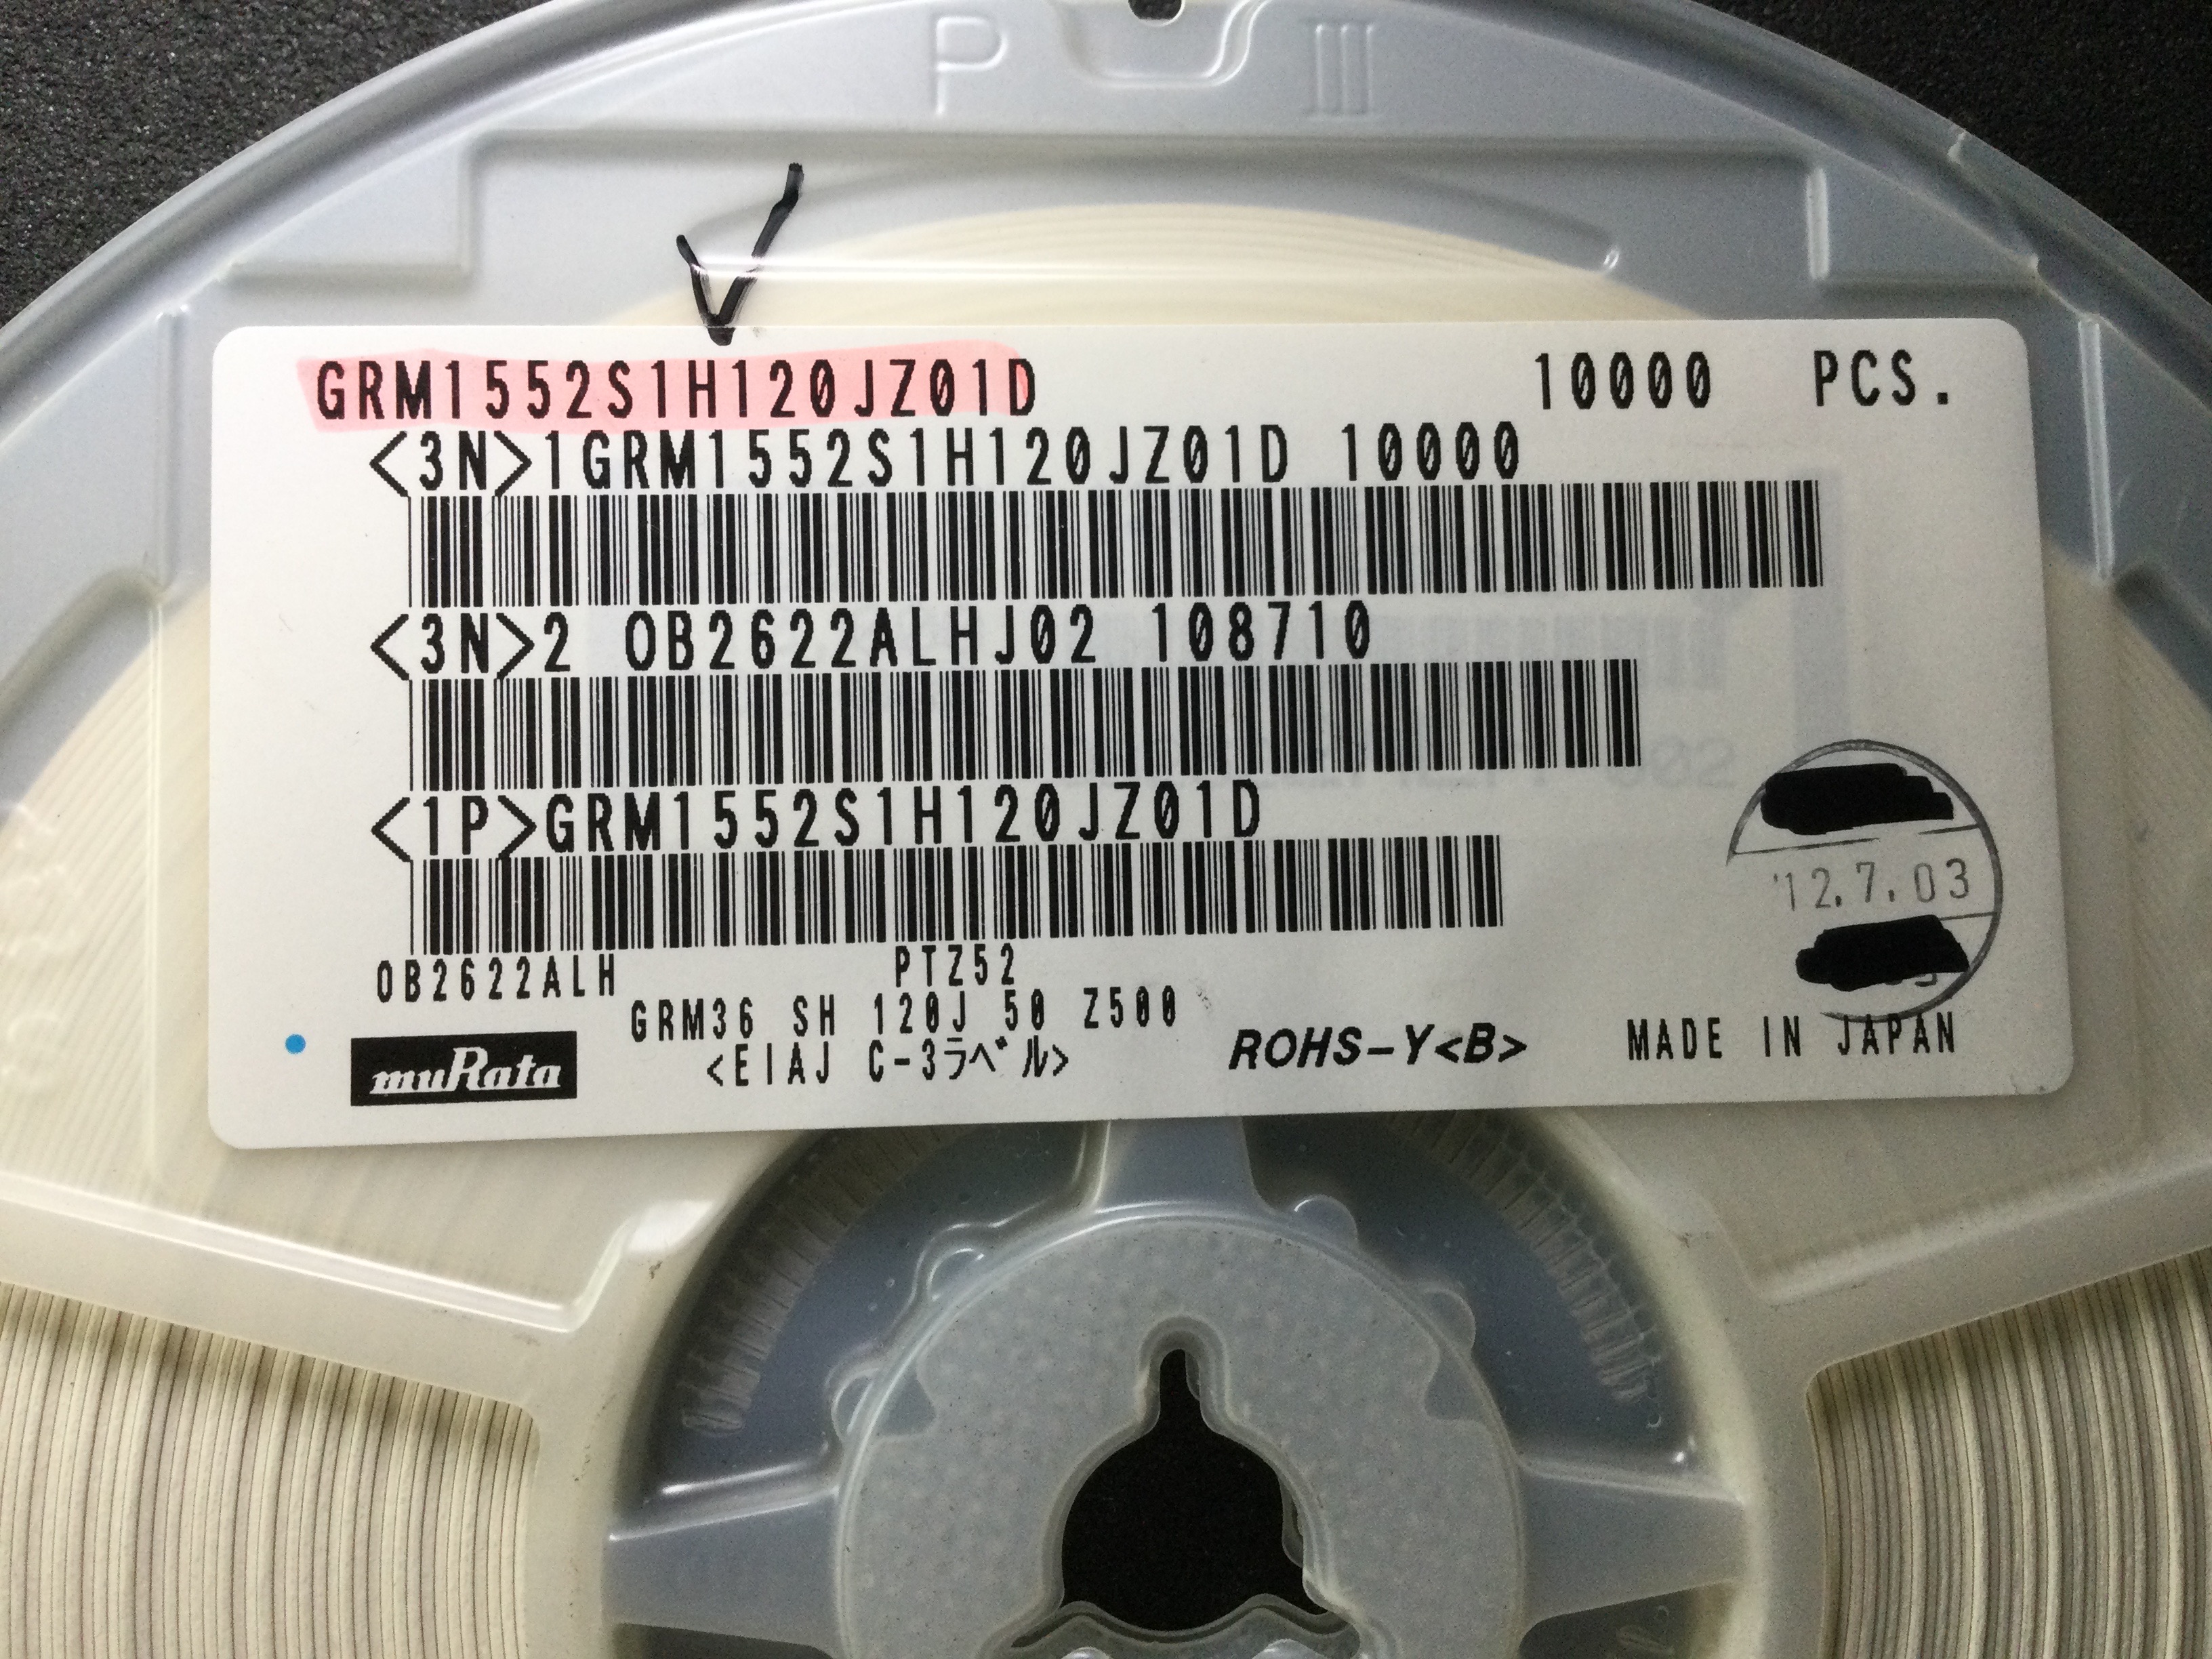 P III
GRM1552S1H120JZ01D 10000 PCS.
<3N>1GRM1552S1H120JZ01D 10000
<3N>2 OB2622ALHJ02 108710
<1P>GRM1552S1H120JZ01D
'12.7.03
OB2622ALH PTZ52
GRM36 SH 120J 50 Z500
muRata <EIAJ C-3ラベル> ROHS-Y<B> MADE IN JAPAN